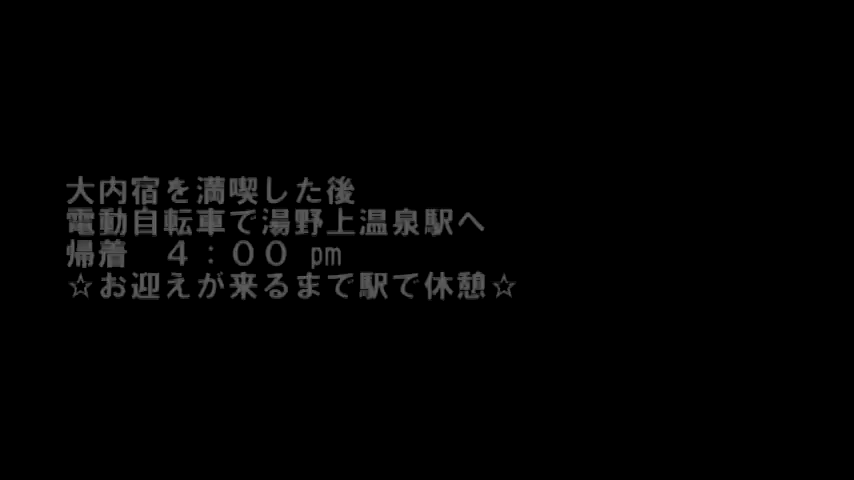 大内宿を満喫した後
電動自転車で湯野上温泉駅へ
帰着　４：００ pm
☆お迎えが来るまで駅で休憩☆